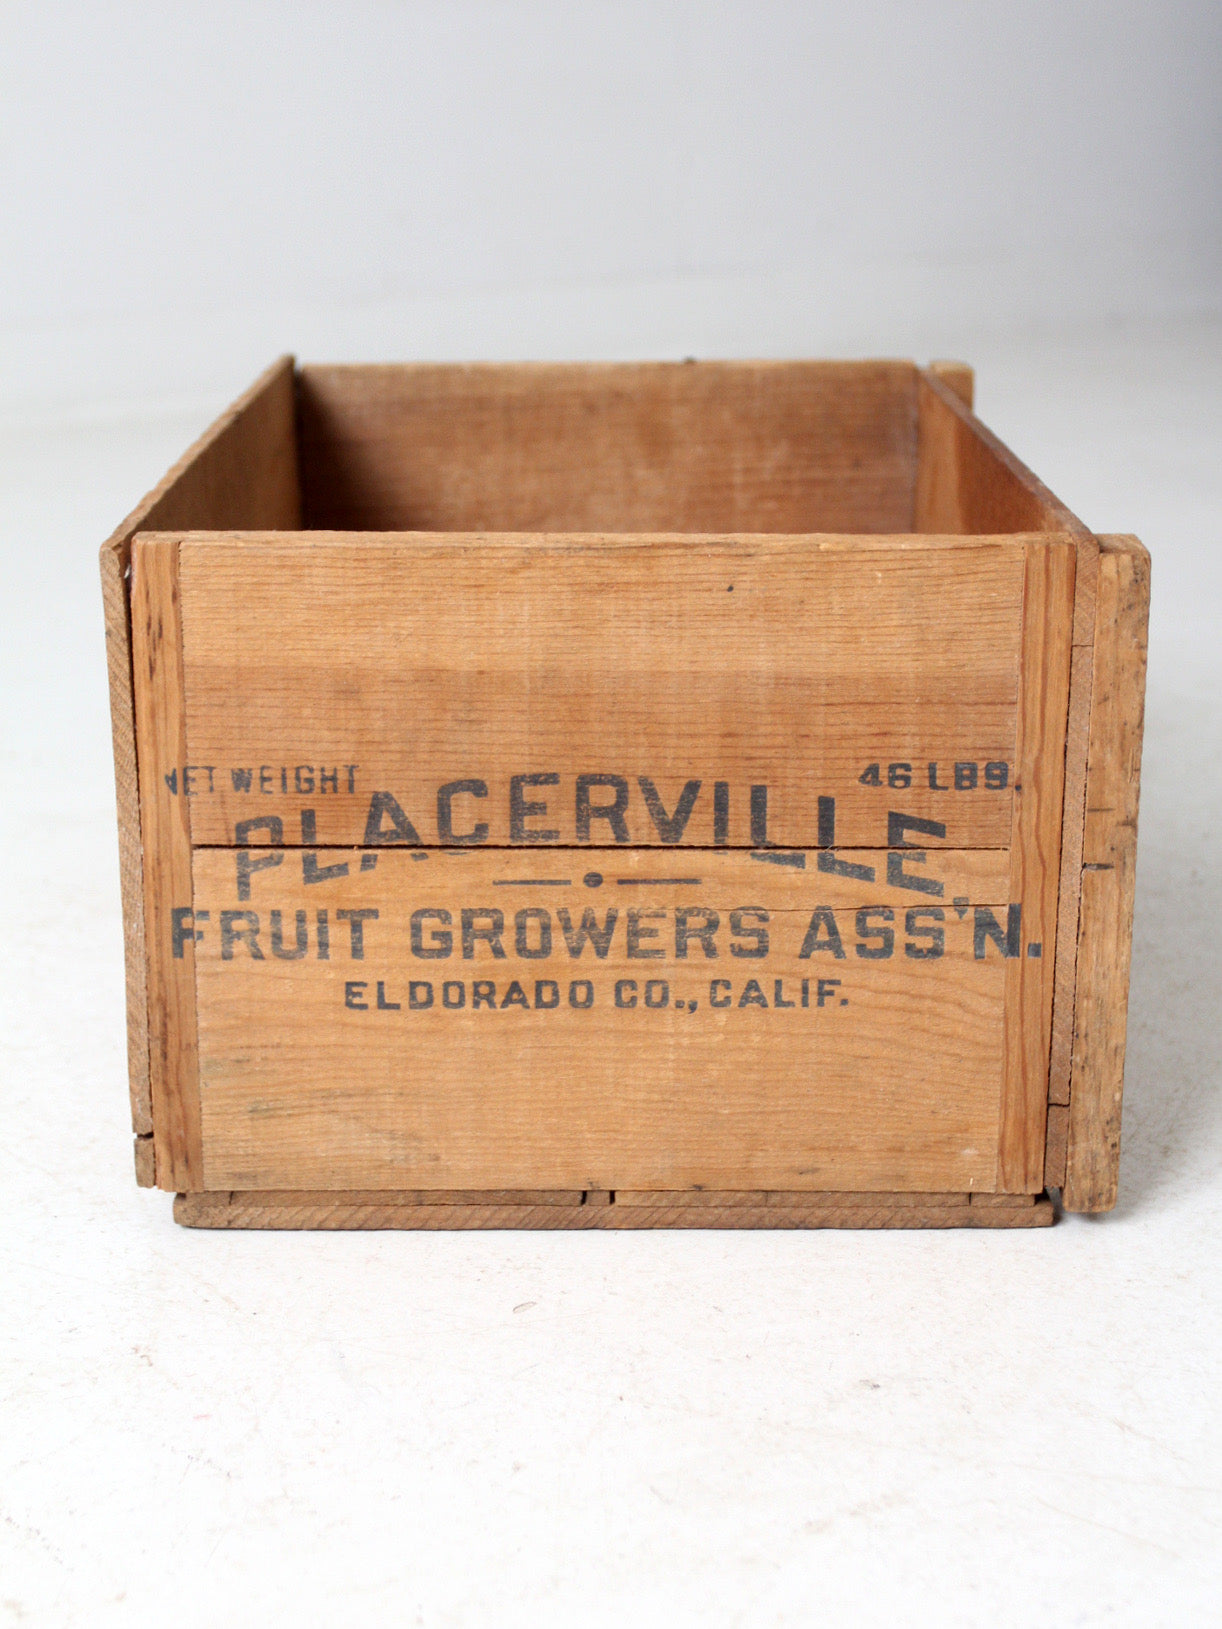 NET WEIGHT 46 LBS.
PLACERVILLE
FRUIT GROWERS ASS'N.
ELDORADO CO., CALIF.